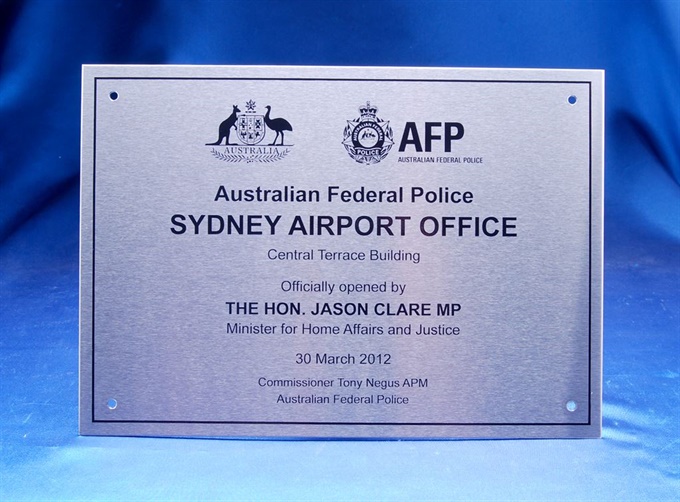 AUSTRALIA
AUSTRALIAN FEDERAL
POLICE
AFP
AUSTRALIAN FEDERAL POLICE
Australian Federal Police
SYDNEY AIRPORT OFFICE
Central Terrace Building
Officially opened by
THE HON. JASON CLARE MP
Minister for Home Affairs and Justice
30 March 2012
Commissioner Tony Negus APM
Australian Federal Police